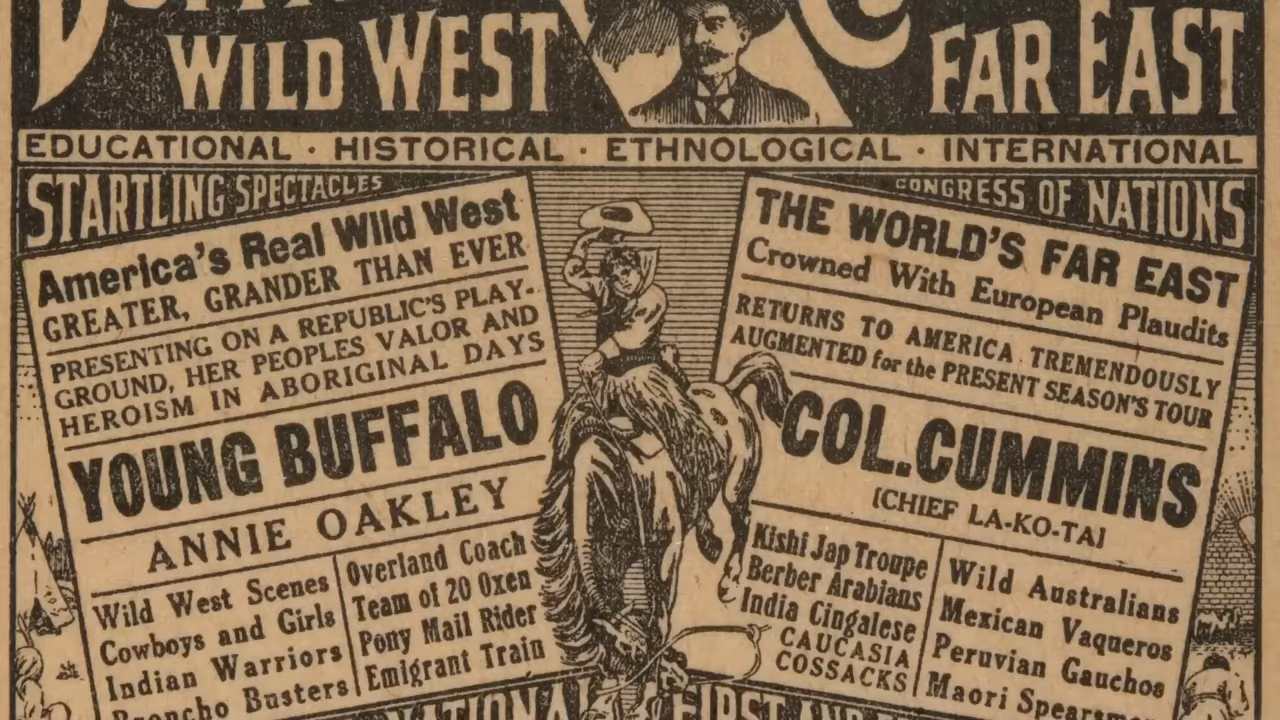 WILD WEST
FAR EAST
EDUCATIONAL · HISTORICAL · ETHNOLOGICAL · INTERNATIONAL
STARTLING SPECTACLES
America's Real Wild West
GREATER, GRANDER THAN EVER
PRESENTING ON A REPUBLIC'S PLAY-
GROUND, HER PEOPLES VALOR AND
HEROISM IN ABORIGINAL DAYS
YOUNG BUFFALO
ANNIE OAKLEY
Wild West Scenes
Cowboys and Girls
Indian Warriors
Broncho Busters
Overland Coach
Team of 20 Oxen
Pony Mail Rider
Emigrant Train
CONGRESS OF NATIONS
THE WORLD'S FAR EAST
Crowned With European Plaudits
RETURNS TO AMERICA TREMENDOUSLY
AUGMENTED for the PRESENT SEASON'S TOUR
COL. CUMMINS
[CHIEF LA-KO-TA]
Kishi Jap Troupe
Berber Arabians
India Cingalese
CAUCASIA
COSSACKS
Wild Australians
Mexican Vaqueros
Peruvian Gauchos
Maori